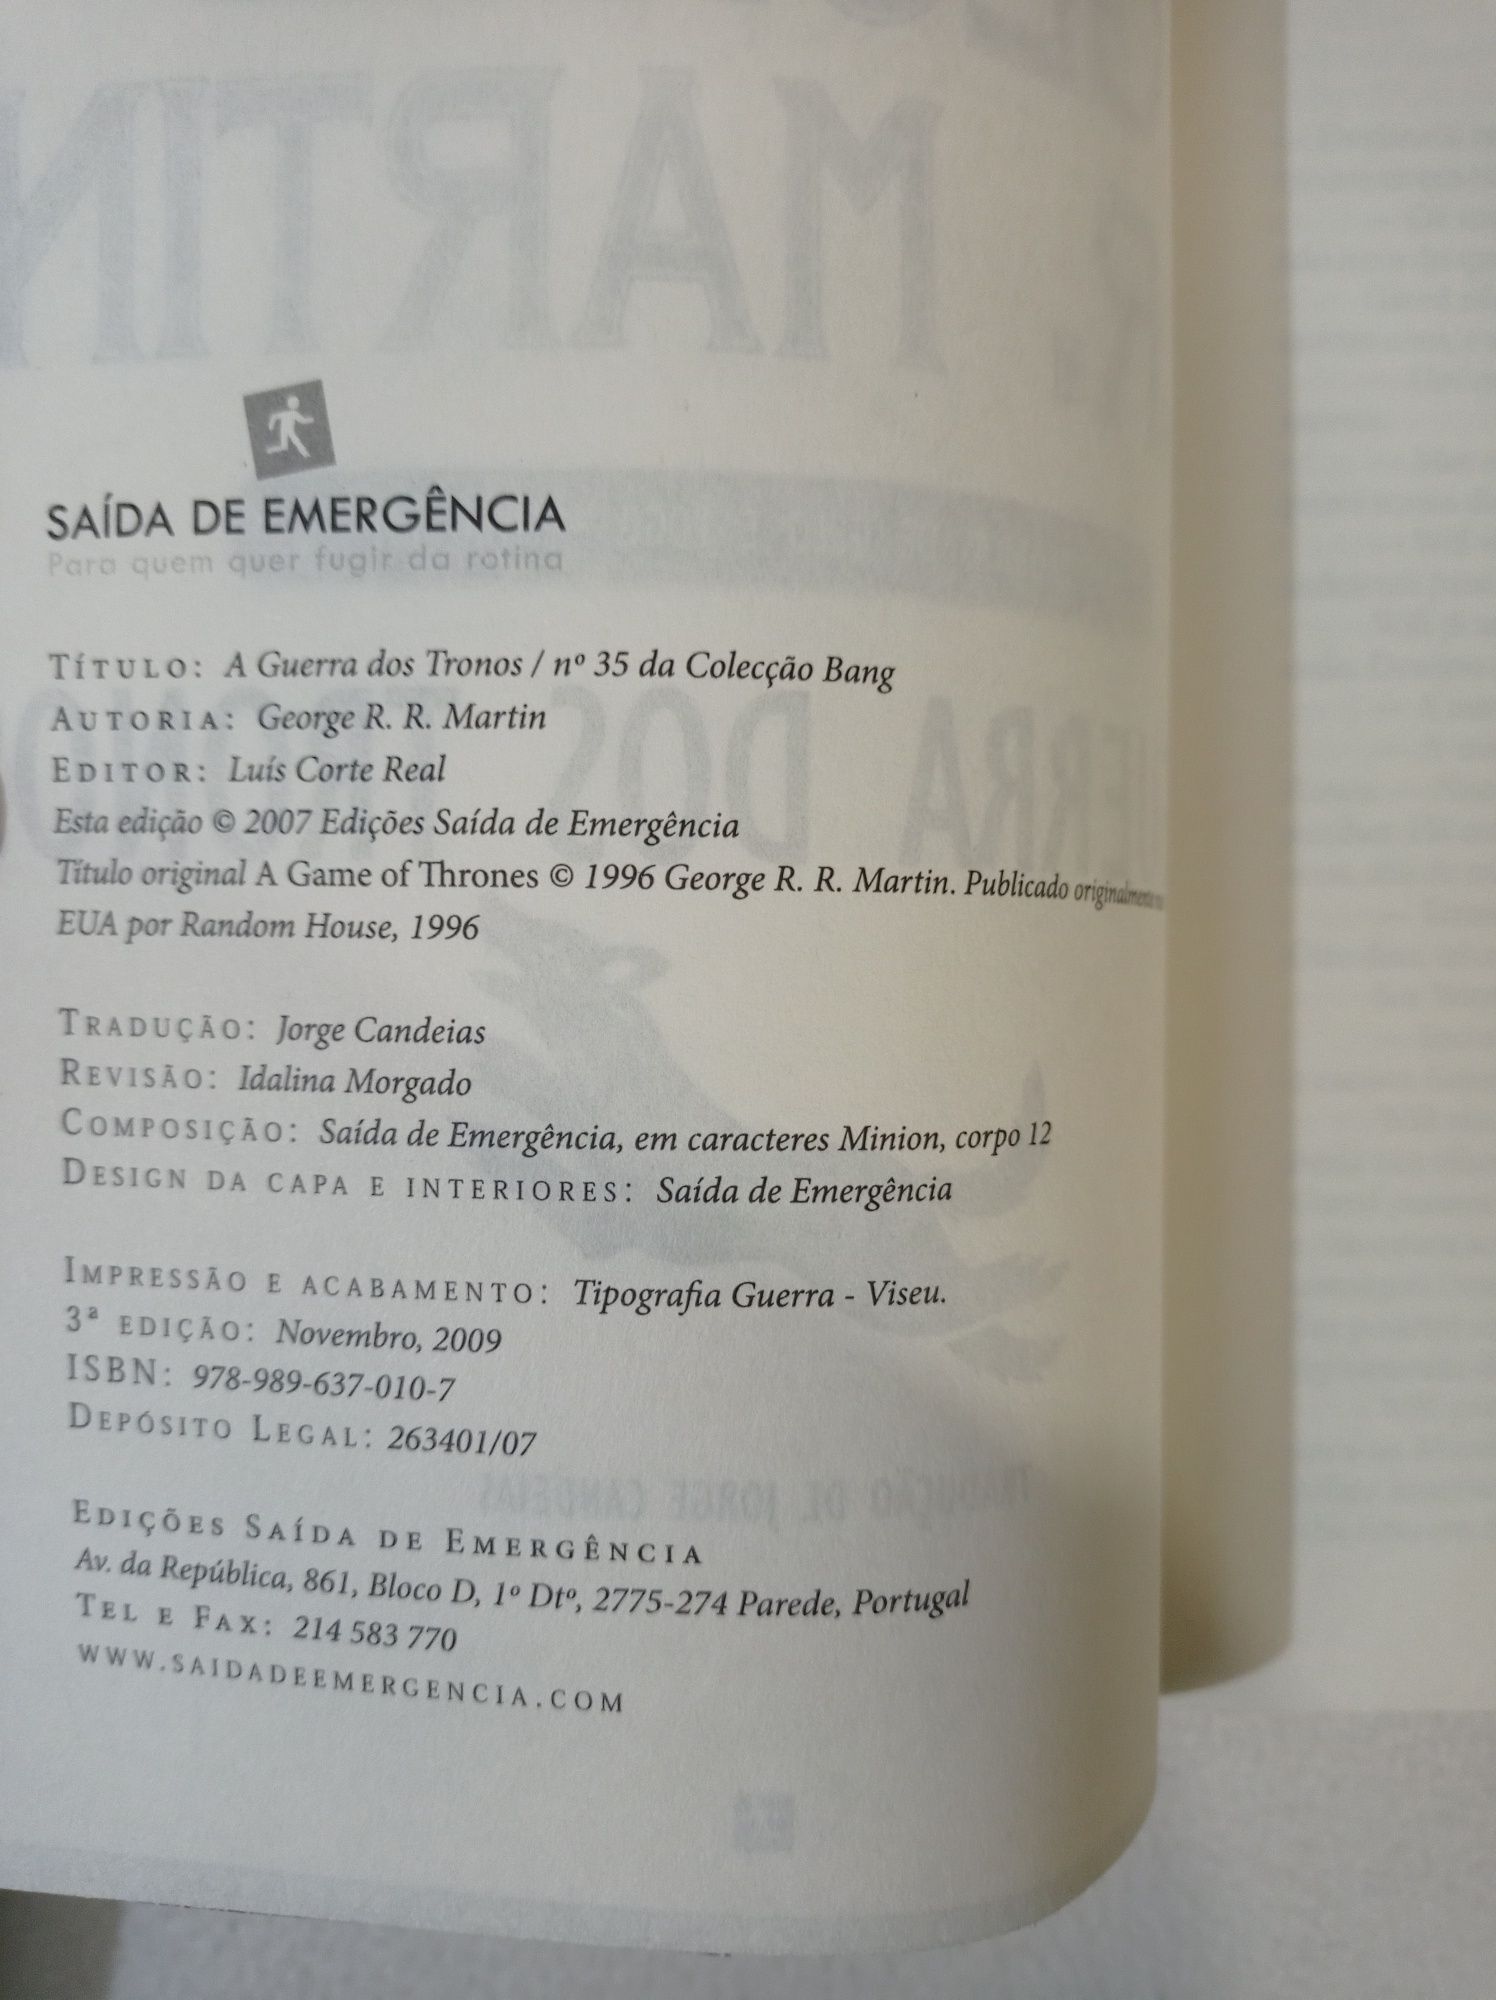 SAÍDA DE EMERGÊNCIA
Para quem quer fugir da rotina
TÍTULO: A Guerra dos Tronos / nº 35 da Colecção Bang
AUTORIA: George R. R. Martin
EDITOR: Luís Corte Real
Esta edição © 2007 Edições Saída de Emergência
Título original A Game of Thrones © 1996 George R. R. Martin. Publicado originalmente
EUA por Random House, 1996
TRADUÇÃO: Jorge Candeias
REVISÃO: Idalina Morgado
COMPOSIÇÃO: Saída de Emergência, em caracteres Minion, corpo 12
DESIGN DA CAPA E INTERIORES: Saída de Emergência
IMPRESSÃO E ACABAMENTO: Tipografia Guerra - Viseu.
3ª EDIÇÃO: Novembro, 2009
ISBN: 978-989-637-010-7
DEPÓSITO LEGAL: 263401/07
EDIÇÕES SAÍDA DE EMERGÊNCIA
Av. da República, 861, Bloco D, 1º Dtº, 2775-274 Parede, Portugal
TEL E FAX: 214 583 770
WWW.SAIDADEEMERGENCIA.COM